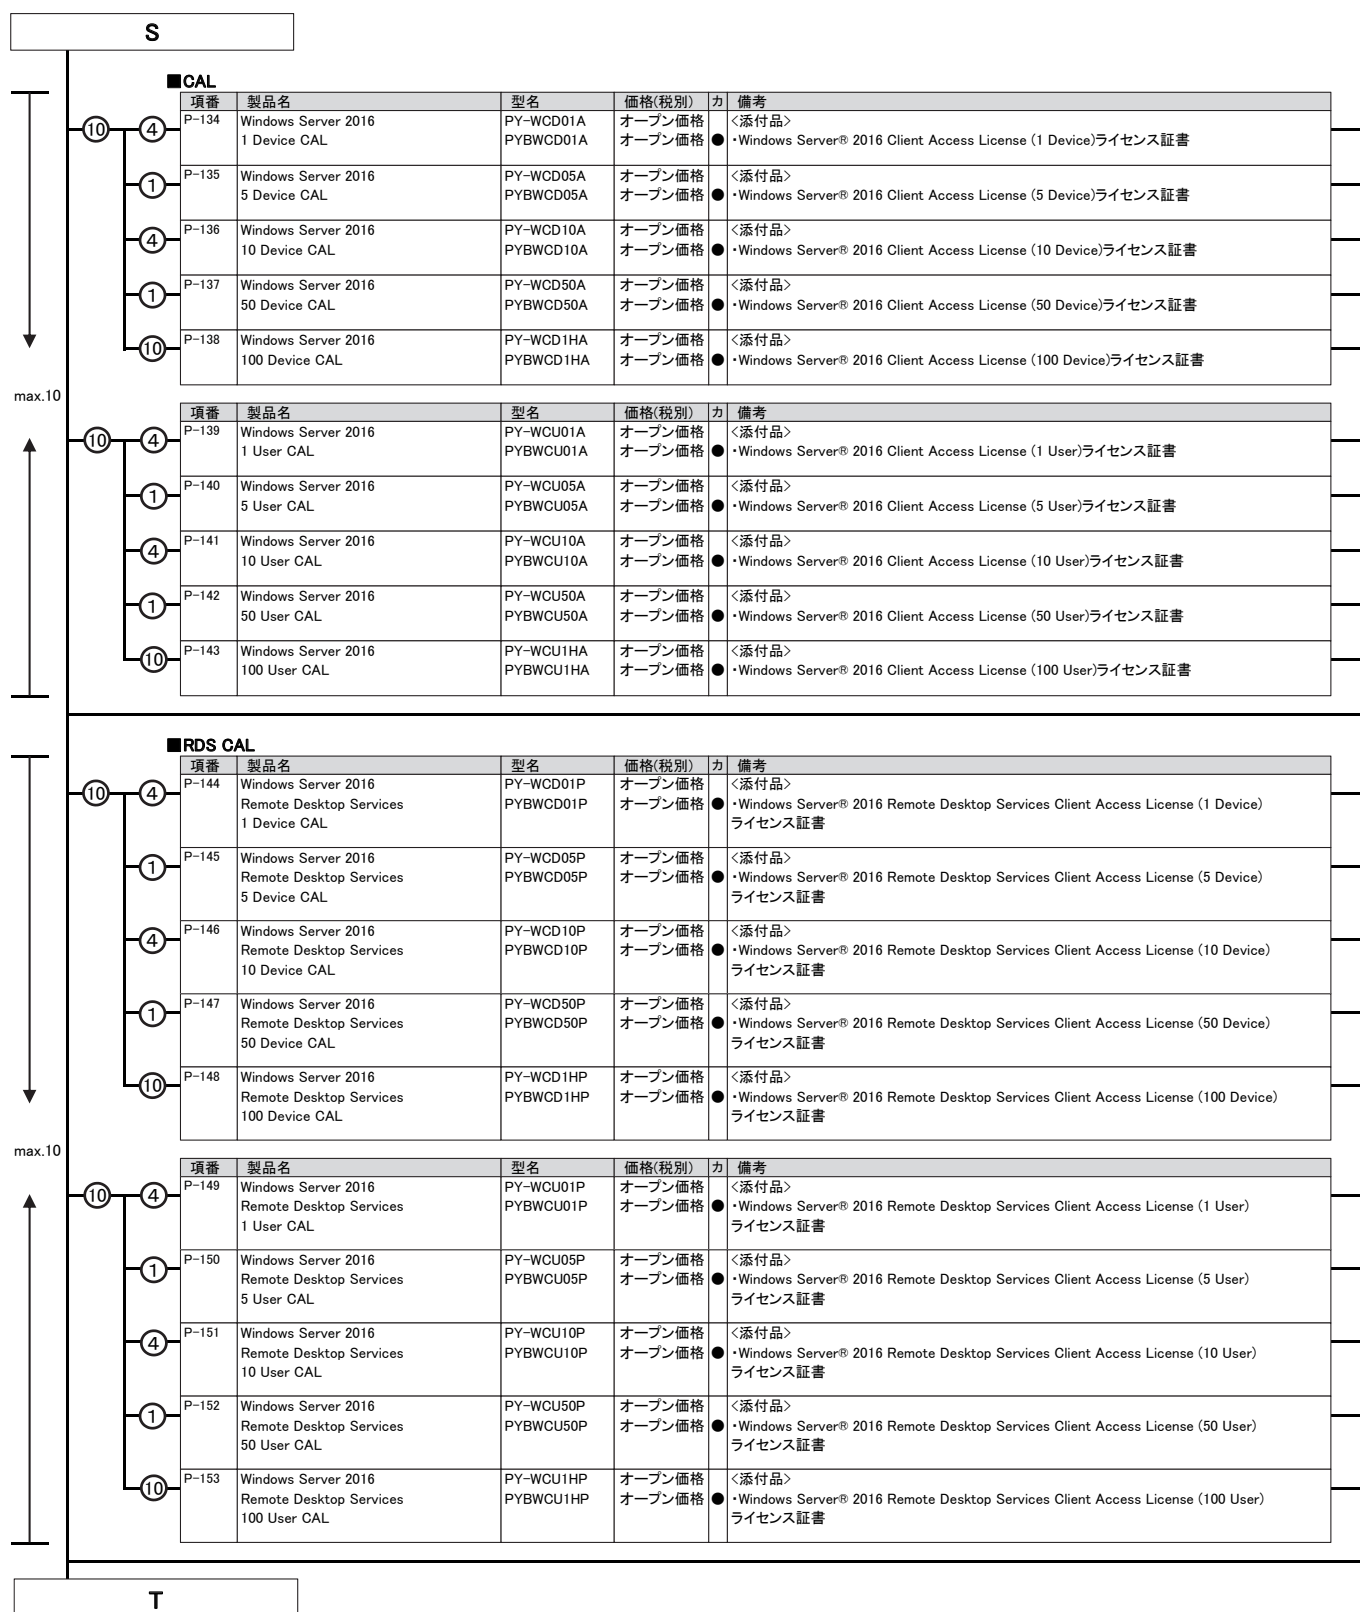 S
■CAL
項番 製品名 型名 価格(税別) カ 備考
⑩ ④ P-134 Windows Server 2016 PY-WCD01A オープン価格 <添付品>
1 Device CAL PYBWCD01A オープン価格 ● ・Windows Server® 2016 Client Access License (1 Device)ライセンス証書
① P-135 Windows Server 2016 PY-WCD05A オープン価格 <添付品>
5 Device CAL PYBWCD05A オープン価格 ● ・Windows Server® 2016 Client Access License (5 Device)ライセンス証書
④ P-136 Windows Server 2016 PY-WCD10A オープン価格 <添付品>
10 Device CAL PYBWCD10A オープン価格 ● ・Windows Server® 2016 Client Access License (10 Device)ライセンス証書
① P-137 Windows Server 2016 PY-WCD50A オープン価格 <添付品>
50 Device CAL PYBWCD50A オープン価格 ● ・Windows Server® 2016 Client Access License (50 Device)ライセンス証書
⑩ P-138 Windows Server 2016 PY-WCD1HA オープン価格 <添付品>
100 Device CAL PYBWCD1HA オープン価格 ● ・Windows Server® 2016 Client Access License (100 Device)ライセンス証書
max.10
項番 製品名 型名 価格(税別) カ 備考
⑩ ④ P-139 Windows Server 2016 PY-WCU01A オープン価格 <添付品>
1 User CAL PYBWCU01A オープン価格 ● ・Windows Server® 2016 Client Access License (1 User)ライセンス証書
① P-140 Windows Server 2016 PY-WCU05A オープン価格 <添付品>
5 User CAL PYBWCU05A オープン価格 ● ・Windows Server® 2016 Client Access License (5 User)ライセンス証書
④ P-141 Windows Server 2016 PY-WCU10A オープン価格 <添付品>
10 User CAL PYBWCU10A オープン価格 ● ・Windows Server® 2016 Client Access License (10 User)ライセンス証書
① P-142 Windows Server 2016 PY-WCU50A オープン価格 <添付品>
50 User CAL PYBWCU50A オープン価格 ● ・Windows Server® 2016 Client Access License (50 User)ライセンス証書
⑩ P-143 Windows Server 2016 PY-WCU1HA オープン価格 <添付品>
100 User CAL PYBWCU1HA オープン価格 ● ・Windows Server® 2016 Client Access License (100 User)ライセンス証書
■RDS CAL
項番 製品名 型名 価格(税別) カ 備考
⑩ ④ P-144 Windows Server 2016 PY-WCD01P オープン価格 <添付品>
Remote Desktop Services PYBWCD01P オープン価格 ● ・Windows Server® 2016 Remote Desktop Services Client Access License (1 Device)
1 Device CAL ライセンス証書
① P-145 Windows Server 2016 PY-WCD05P オープン価格 <添付品>
Remote Desktop Services PYBWCD05P オープン価格 ● ・Windows Server® 2016 Remote Desktop Services Client Access License (5 Device)
5 Device CAL ライセンス証書
④ P-146 Windows Server 2016 PY-WCD10P オープン価格 <添付品>
Remote Desktop Services PYBWCD10P オープン価格 ● ・Windows Server® 2016 Remote Desktop Services Client Access License (10 Device)
10 Device CAL ライセンス証書
① P-147 Windows Server 2016 PY-WCD50P オープン価格 <添付品>
Remote Desktop Services PYBWCD50P オープン価格 ● ・Windows Server® 2016 Remote Desktop Services Client Access License (50 Device)
50 Device CAL ライセンス証書
⑩ P-148 Windows Server 2016 PY-WCD1HP オープン価格 <添付品>
Remote Desktop Services PYBWCD1HP オープン価格 ● ・Windows Server® 2016 Remote Desktop Services Client Access License (100 Device)
100 Device CAL ライセンス証書
max.10
項番 製品名 型名 価格(税別) カ 備考
⑩ ④ P-149 Windows Server 2016 PY-WCU01P オープン価格 <添付品>
Remote Desktop Services PYBWCU01P オープン価格 ● ・Windows Server® 2016 Remote Desktop Services Client Access License (1 User)
1 User CAL ライセンス証書
① P-150 Windows Server 2016 PY-WCU05P オープン価格 <添付品>
Remote Desktop Services PYBWCU05P オープン価格 ● ・Windows Server® 2016 Remote Desktop Services Client Access License (5 User)
5 User CAL ライセンス証書
④ P-151 Windows Server 2016 PY-WCU10P オープン価格 <添付品>
Remote Desktop Services PYBWCU10P オープン価格 ● ・Windows Server® 2016 Remote Desktop Services Client Access License (10 User)
10 User CAL ライセンス証書
① P-152 Windows Server 2016 PY-WCU50P オープン価格 <添付品>
Remote Desktop Services PYBWCU50P オープン価格 ● ・Windows Server® 2016 Remote Desktop Services Client Access License (50 User)
50 User CAL ライセンス証書
⑩ P-153 Windows Server 2016 PY-WCU1HP オープン価格 <添付品>
Remote Desktop Services PYBWCU1HP オープン価格 ● ・Windows Server® 2016 Remote Desktop Services Client Access License (100 User)
100 User CAL ライセンス証書
T